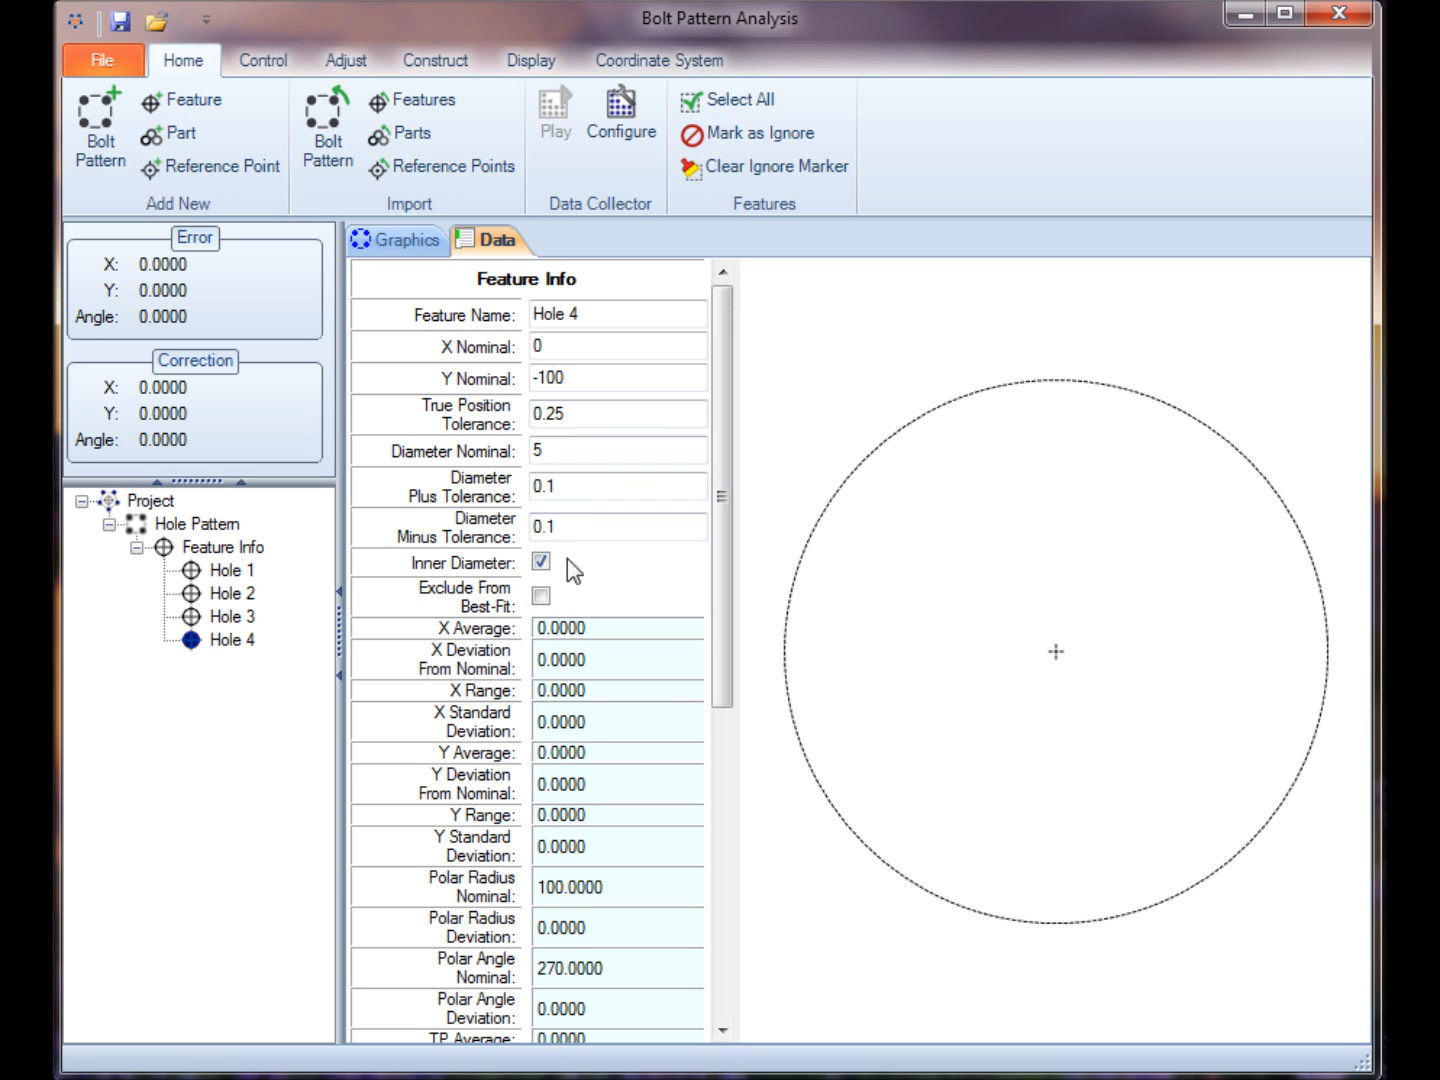 Bolt Pattern Analysis
File
Home
Control
Adjust
Construct
Display
Coordinate System
Bolt
Pattern
Feature
Part
Reference Point
Add New
Bolt
Pattern
Features
Parts
Reference Points
Import
Play
Configure
Data Collector
Select All
Mark as Ignore
Clear Ignore Marker
Features
Error
X: 0.0000
Y: 0.0000
Angle: 0.0000
Correction
X: 0.0000
Y: 0.0000
Angle: 0.0000
Project
Hole Pattern
Feature Info
Hole 1
Hole 2
Hole 3
Hole 4
Graphics
Data
Feature Info
Feature Name: Hole 4
X Nominal: 0
Y Nominal: -100
True Position
Tolerance: 0.25
Diameter Nominal: 5
Diameter
Plus Tolerance: 0.1
Diameter
Minus Tolerance: 0.1
Inner Diameter:
Exclude From
Best-Fit:
X Average: 0.0000
X Deviation
From Nominal: 0.0000
X Range: 0.0000
X Standard
Deviation: 0.0000
Y Average: 0.0000
Y Deviation
From Nominal: 0.0000
Y Range: 0.0000
Y Standard
Deviation: 0.0000
Polar Radius
Nominal: 100.0000
Polar Radius
Deviation: 0.0000
Polar Angle
Nominal: 270.0000
Polar Angle
Deviation: 0.0000
TP Average: 0.0000